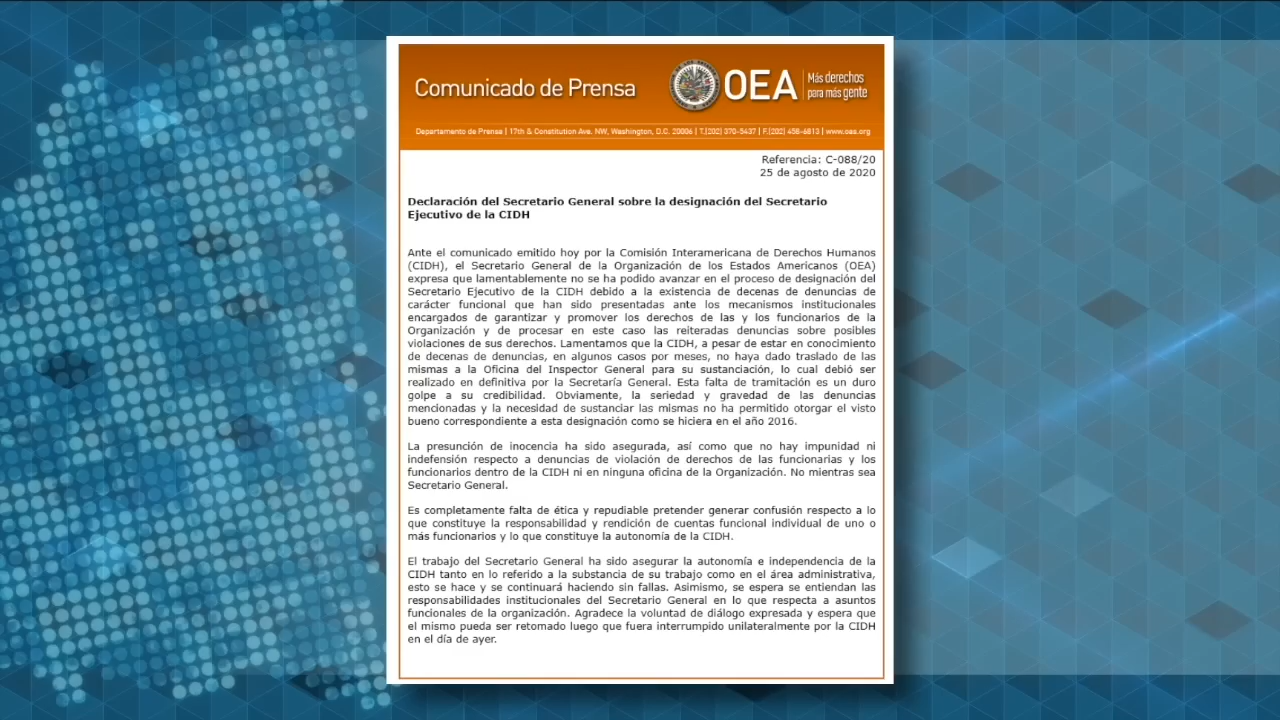 Comunicado de Prensa
OEA
Más derechos
para más gente
Departamento de Prensa | 17th & Constitution Ave. NW, Washington, D.C. 20006 | T.(202) 370-5437 | F.(202) 458-6813 | www.oas.org
Referencia: C-088/20
25 de agosto de 2020
Declaración del Secretario General sobre la designación del Secretario
Ejecutivo de la CIDH
Ante el comunicado emitido hoy por la Comisión Interamericana de Derechos Humanos
(CIDH), el Secretario General de la Organización de los Estados Americanos (OEA)
expresa que lamentablemente no se ha podido avanzar en el proceso de designación del
Secretario Ejecutivo de la CIDH debido a la existencia de decenas de denuncias de
carácter funcional que han sido presentadas ante los mecanismos institucionales
encargados de garantizar y promover los derechos de las y los funcionarios de la
Organización y de procesar en este caso las reiteradas denuncias sobre posibles
violaciones de sus derechos. Lamentamos que la CIDH, a pesar de estar en conocimiento
de decenas de denuncias, en algunos casos por meses, no haya dado traslado de las
mismas a la Oficina del Inspector General para su sustanciación, lo cual debió ser
realizado en definitiva por la Secretaría General. Esta falta de tramitación es un duro
golpe a su credibilidad. Obviamente, la seriedad y gravedad de las denuncias
mencionadas y la necesidad de sustanciar las mismas no ha permitido otorgar el visto
bueno correspondiente a esta designación como se hiciera en el año 2016.
La presunción de inocencia ha sido asegurada, así como que no hay impunidad ni
indefensión respecto a denuncias de violación de derechos de las funcionarias y los
funcionarios dentro de la CIDH ni en ninguna oficina de la Organización. No mientras sea
Secretario General.
Es completamente falta de ética y repudiable pretender generar confusión respecto a lo
que constituye la responsabilidad y rendición de cuentas funcional individual de uno o
más funcionarios y lo que constituye la autonomía de la CIDH.
El trabajo del Secretario General ha sido asegurar la autonomía e independencia de la
CIDH tanto en lo referido a la substancia de su trabajo como en el área administrativa,
esto se hace y se continuará haciendo sin fallas. Asimismo, se espera se entiendan las
responsabilidades institucionales del Secretario General en lo que respecta a asuntos
funcionales de la organización. Agradece la voluntad de diálogo expresada y espera que
el mismo pueda ser retomado luego que fuera interrumpido unilateralmente por la CIDH
en el día de ayer.